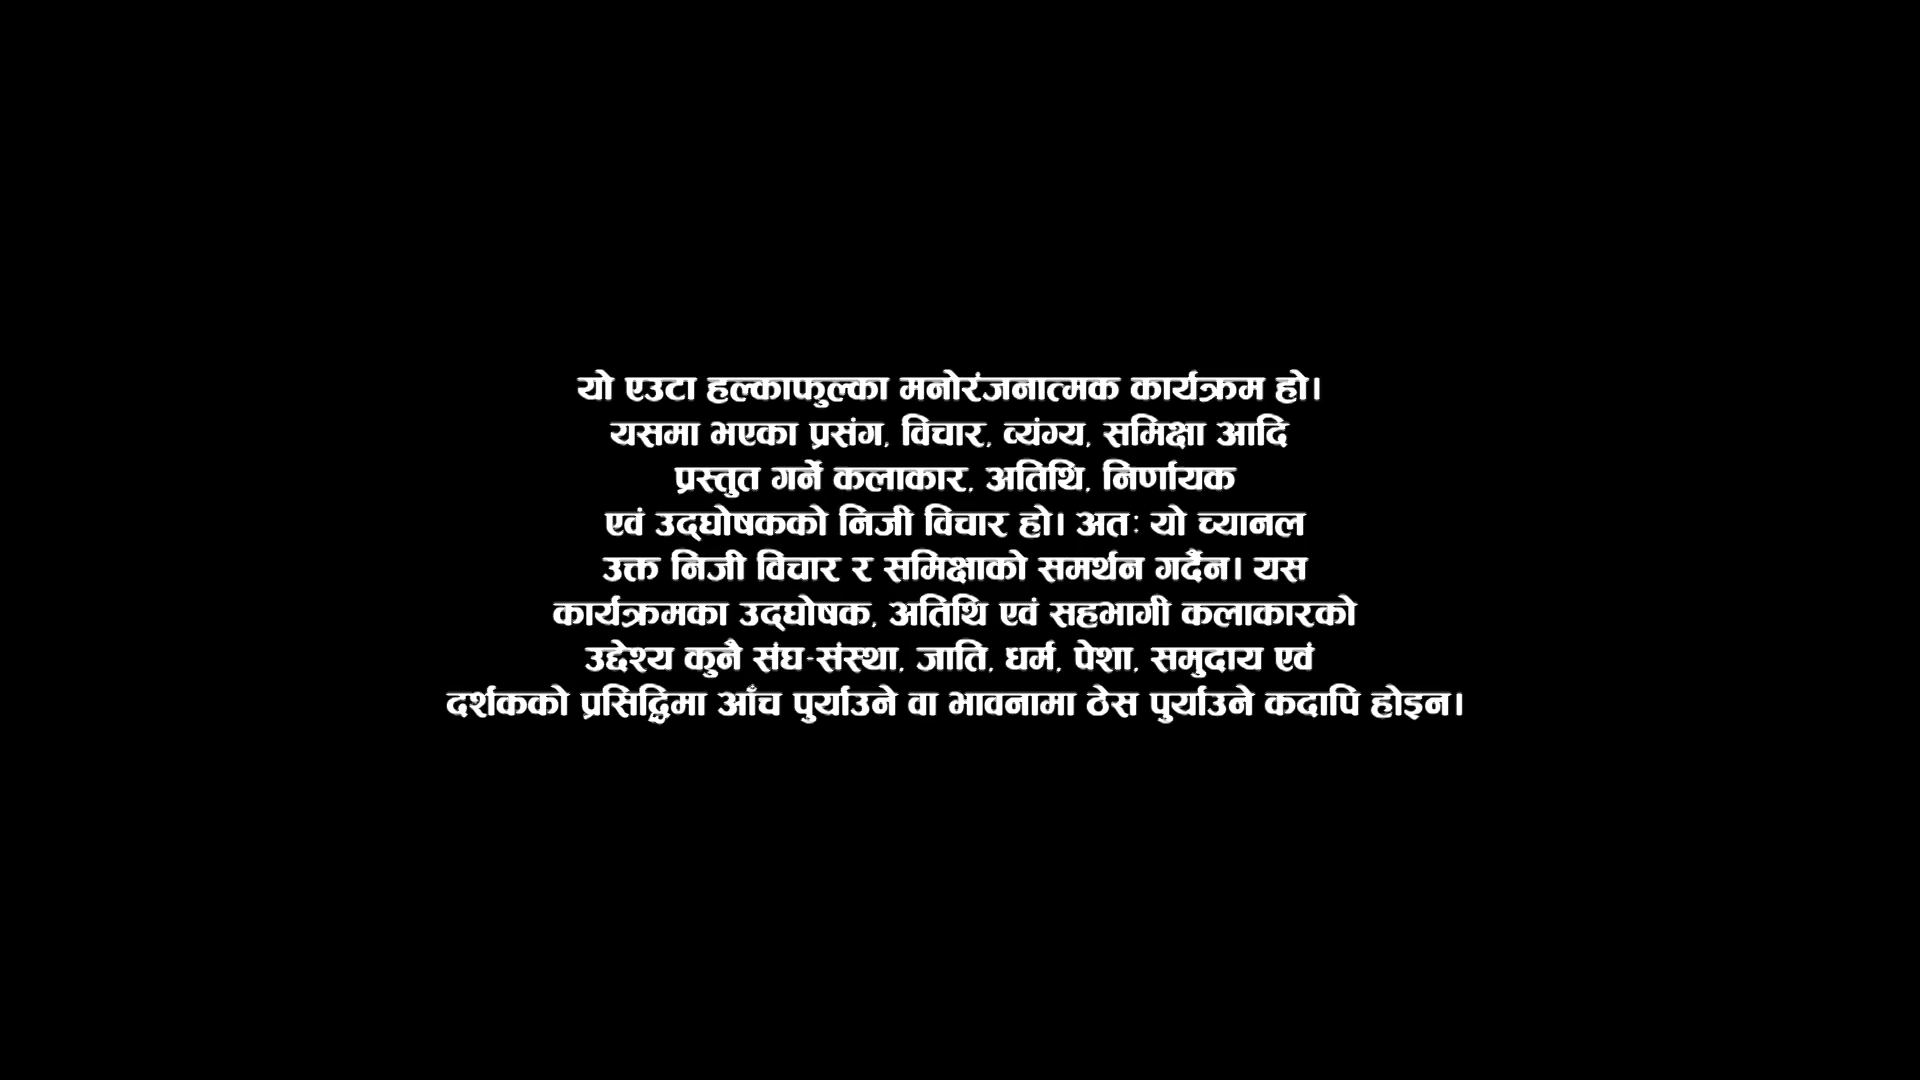 यो एउटा हल्काफुल्का मनोरंजनात्मक कार्यक्रम हो।
यसमा भएका प्रसंग, विचार, व्यंग्य, समिक्षा आदि
प्रस्तुत गर्ने कलाकार, अतिथि, निर्णायक
एवं उद्घोषकको निजी विचार हो। अतः यो च्यानल
उक्त निजी विचार र समिक्षाको समर्थन गर्दैन। यस
कार्यक्रमका उद्घोषक, अतिथि एवं सहभागी कलाकारको
उद्देश्य कुनै संघ-संस्था, जाति, धर्म, पेशा, समुदाय एवं
दर्शकको प्रसिद्धिमा आँच पुर्याउने वा भावनामा ठेस पुर्याउने कदापि होइन।